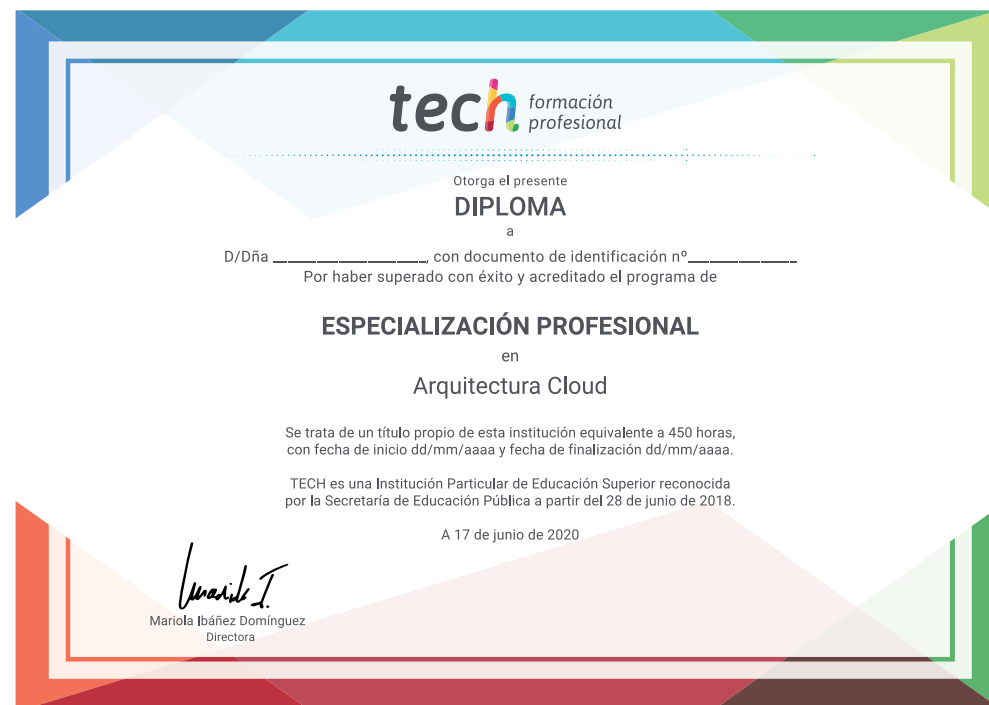 tech formación
profesional
Otorga el presente
DIPLOMA
a
D/Dña ______________, con documento de identificación nº__________
Por haber superado con éxito y acreditado el programa de
ESPECIALIZACIÓN PROFESIONAL
en
Arquitectura Cloud
Se trata de un título propio de esta institución equivalente a 450 horas,
con fecha de inicio dd/mm/aaaa y fecha de finalización dd/mm/aaaa.
TECH es una Institución Particular de Educación Superior reconocida
por la Secretaría de Educación Pública a partir del 28 de junio de 2018.
A 17 de junio de 2020
Mariola Ibáñez Domínguez
Directora